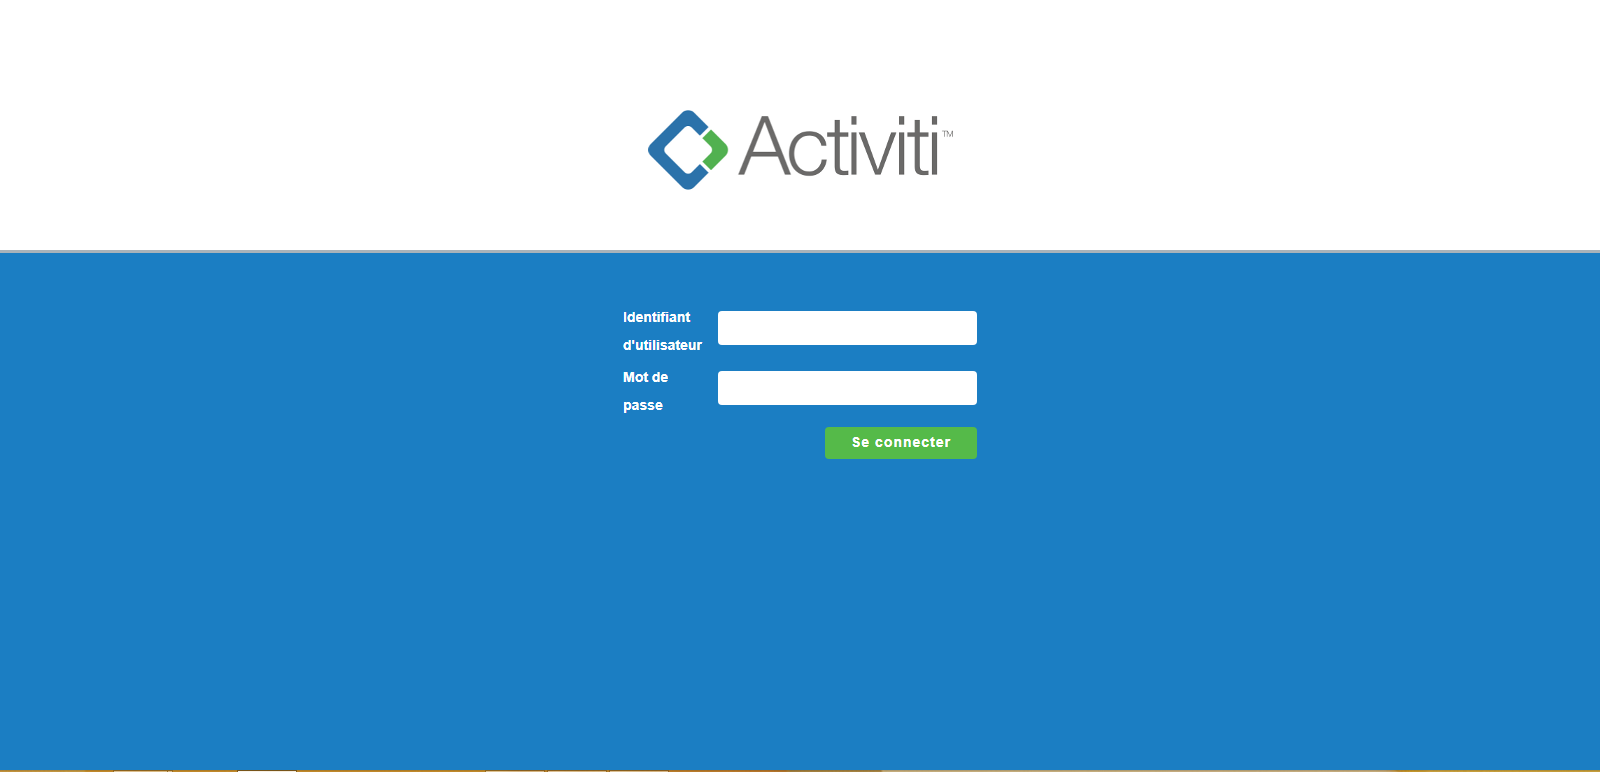 Activiti™
Identifiant
d'utilisateur
Mot de
passe
Se connecter